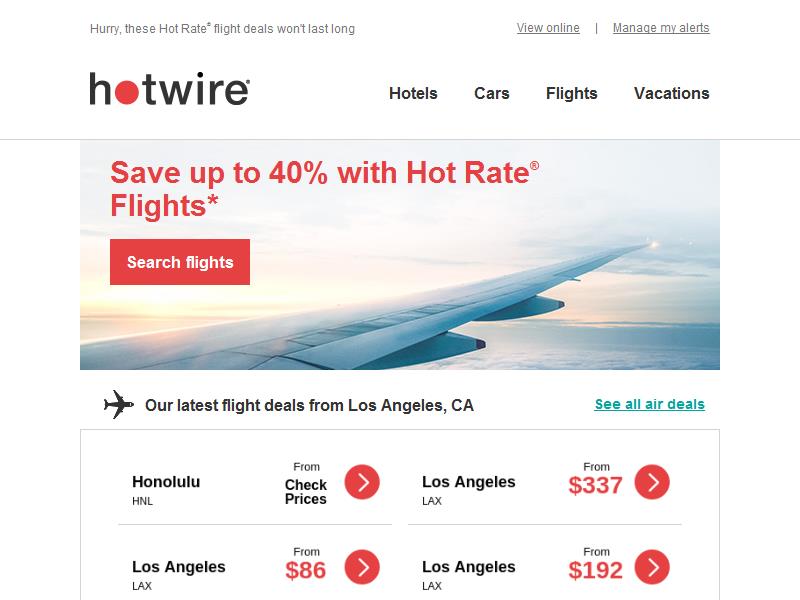 Hurry, these Hot Rate® flight deals won't last long
View online | Manage my alerts
hotwire®
Hotels Cars Flights Vacations
Save up to 40% with Hot Rate®
Flights*
Search flights
Our latest flight deals from Los Angeles, CA
See all air deals
Honolulu
HNL
From
Check
Prices
Los Angeles
LAX
From
$337
Los Angeles
LAX
From
$86
Los Angeles
LAX
From
$192